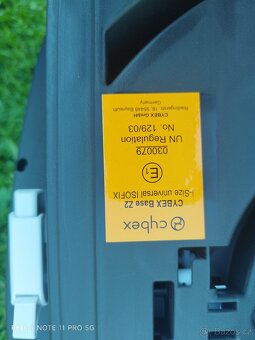 cybex
CYBEX Base Z2
i-Size universal ISOFIX
E1
030079
UN Regulation
No. 129/03
CYBEX GmbH
Riedingerstr. 18, 95448 Bayreuth
Germany
NOTE 11 PRO 5G